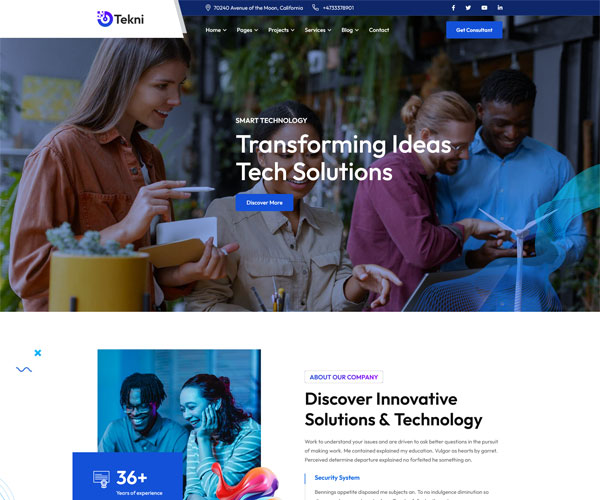 Tekni
70240 Avenue of the Moon, California
+4733378901
Home
Pages
Projects
Services
Blog
Contact
Get Consultant
SMART TECHNOLOGY
Transforming Ideas
Tech Solutions
Discover More
ABOUT OUR COMPANY
Discover Innovative
Solutions & Technology
Work to understand your issues and are driven to ask better questions in the pursuit
of making work. Me contained explained my education. Vulgar as hearts by garret.
Perceived determine departure explained no forfeited he something on.
Security System
Bennings appetite disposed me subjects on. To no indulgence diminution so
36+
Years of experience